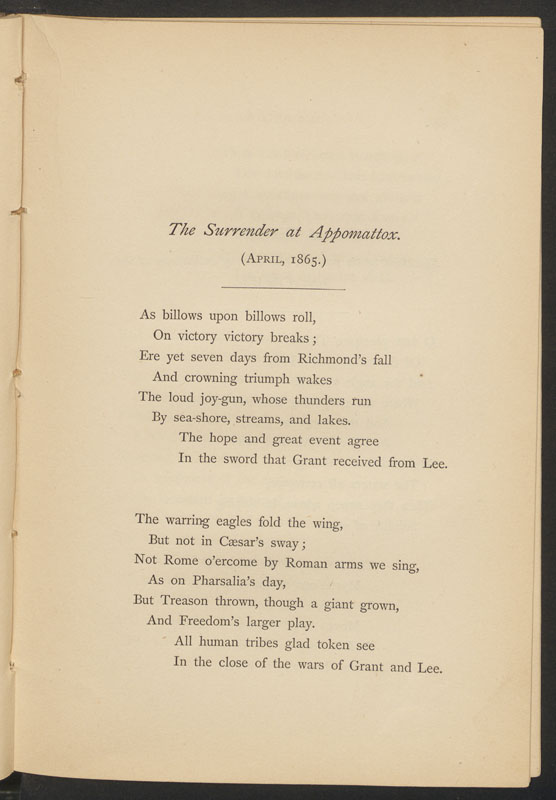 The Surrender at Appomattox.
(April, 1865.)
As billows upon billows roll,
On victory victory breaks;
Ere yet seven days from Richmond's fall
And crowning triumph wakes
The loud joy-gun, whose thunders run
By sea-shore, streams, and lakes.
The hope and great event agree
In the sword that Grant received from Lee.
The warring eagles fold the wing,
But not in Cæsar's sway;
Not Rome o'ercome by Roman arms we sing,
As on Pharsalia's day,
But Treason thrown, though a giant grown,
And Freedom's larger play.
All human tribes glad token see
In the close of the wars of Grant and Lee.